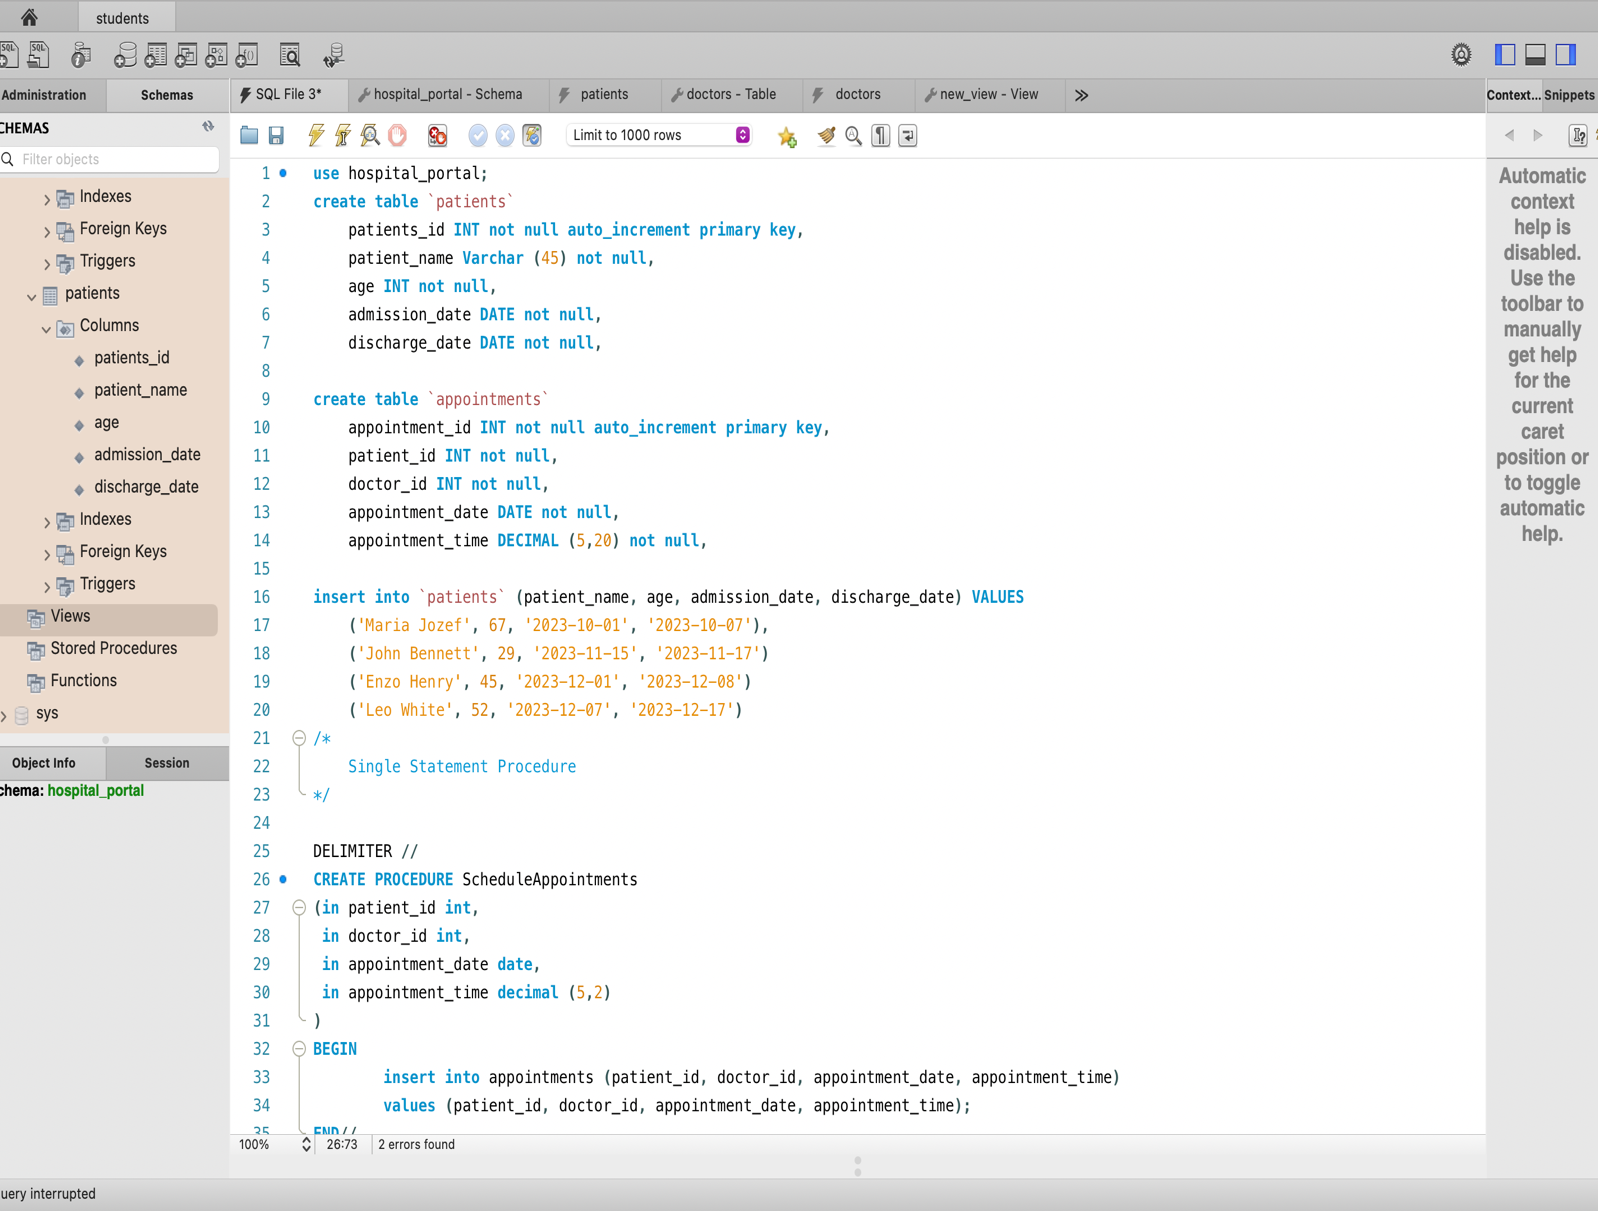 students
Administration
Schemas
SQL File 3*
hospital_portal - Schema
patients
doctors - Table
doctors
new_view - View
Context...
Snippets
CHEMAS
Filter objects
Indexes
Foreign Keys
Triggers
patients
Columns
patients_id
patient_name
age
admission_date
discharge_date
Indexes
Foreign Keys
Triggers
Views
Stored Procedures
Functions
sys
Object Info
Session
chema: hospital_portal
Limit to 1000 rows
1 use hospital_portal;
2 create table `patients`
3 patients_id INT not null auto_increment primary key,
4 patient_name Varchar (45) not null,
5 age INT not null,
6 admission_date DATE not null,
7 discharge_date DATE not null,
8
9 create table `appointments`
10 appointment_id INT not null auto_increment primary key,
11 patient_id INT not null,
12 doctor_id INT not null,
13 appointment_date DATE not null,
14 appointment_time DECIMAL (5,20) not null,
15
16 insert into `patients` (patient_name, age, admission_date, discharge_date) VALUES
17 ('Maria Jozef', 67, '2023-10-01', '2023-10-07'),
18 ('John Bennett', 29, '2023-11-15', '2023-11-17')
19 ('Enzo Henry', 45, '2023-12-01', '2023-12-08')
20 ('Leo White', 52, '2023-12-07', '2023-12-17')
21 /*
22 Single Statement Procedure
23 */
24
25 DELIMITER //
26 CREATE PROCEDURE ScheduleAppointments
27 (in patient_id int,
28 in doctor_id int,
29 in appointment_date date,
30 in appointment_time decimal (5,2)
31 )
32 BEGIN
33 insert into appointments (patient_id, doctor_id, appointment_date, appointment_time)
34 values (patient_id, doctor_id, appointment_date, appointment_time);
35 END//
100%
26:73
2 errors found
Automatic
context
help is
disabled.
Use the
toolbar to
manually
get help
for the
current
caret
position or
to toggle
automatic
help.
uery interrupted